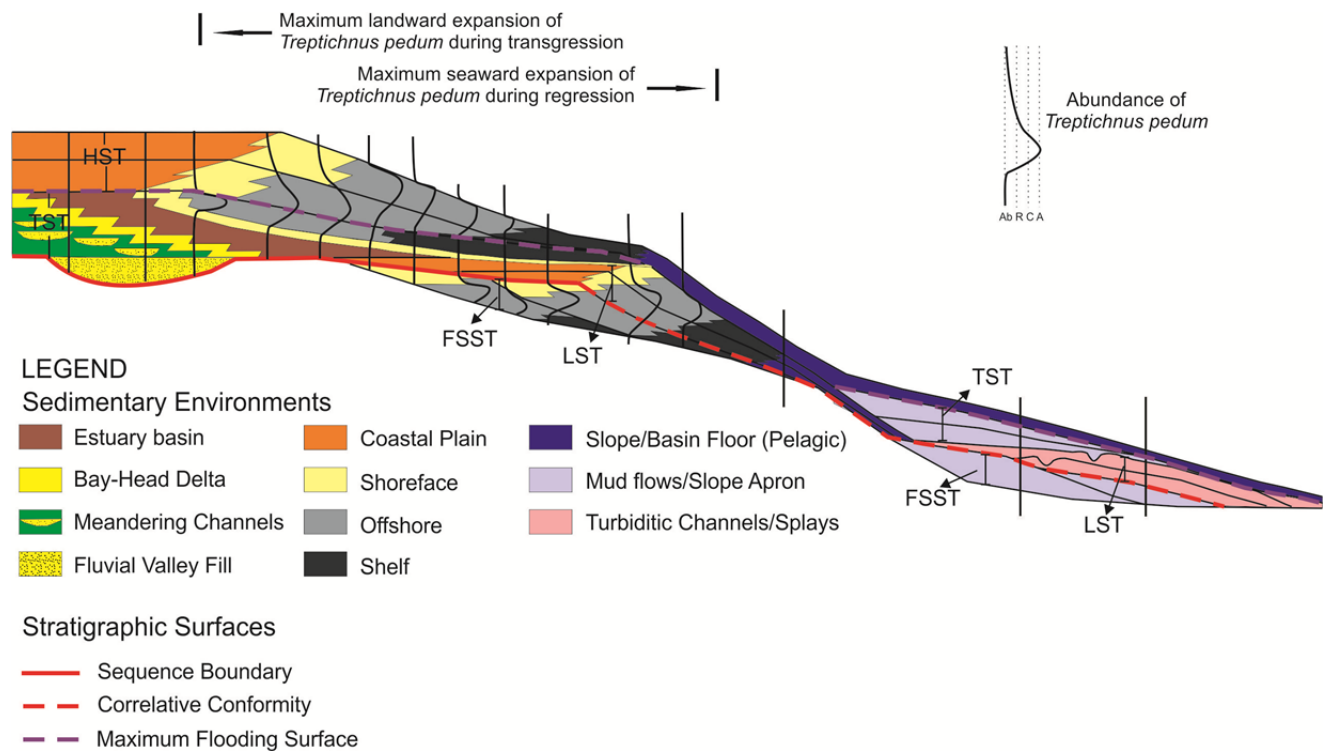 Maximum landward expansion of
Treptichnus pedum during transgression
Maximum seaward expansion of
Treptichnus pedum during regression
Abundance of
Treptichnus pedum
Ab R C A
HST
TST
FSST
LST
TST
FSST
LST
LEGEND
Sedimentary Environments
Estuary basin
Bay-Head Delta
Meandering Channels
Fluvial Valley Fill
Coastal Plain
Shoreface
Offshore
Shelf
Slope/Basin Floor (Pelagic)
Mud flows/Slope Apron
Turbiditic Channels/Splays
Stratigraphic Surfaces
Sequence Boundary
Correlative Conformity
Maximum Flooding Surface